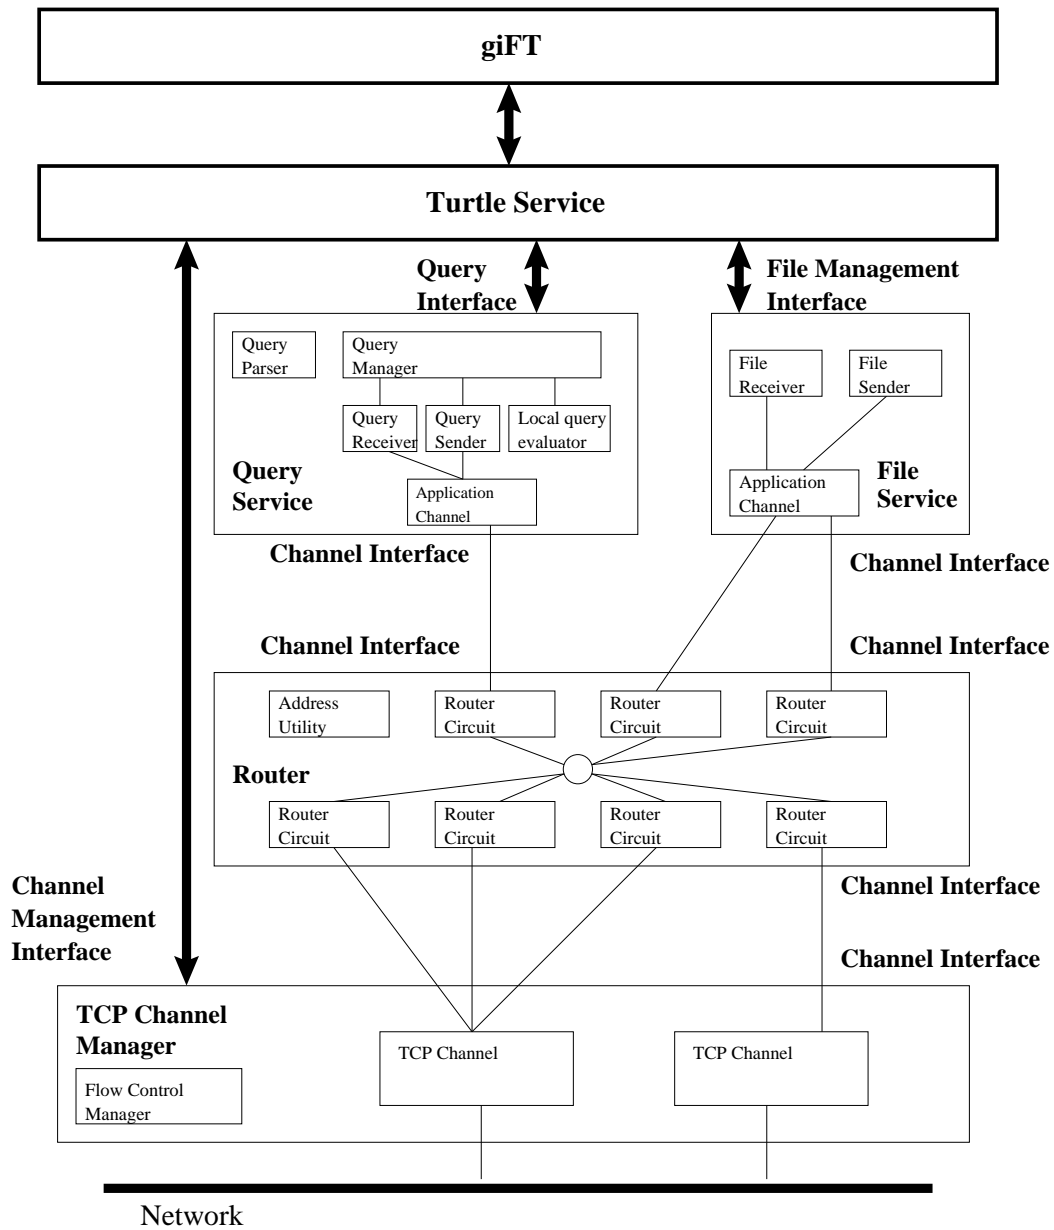 giFT
Turtle Service
Query
Interface
File Management
Interface
Query
Parser
Query
Manager
File
Receiver
File
Sender
Query
Receiver
Query
Sender
Local query
evaluator
Query
Service
Application
Channel
Application
Channel
File
Service
Channel Interface
Channel Interface
Channel Interface
Channel Interface
Address
Utility
Router
Circuit
Router
Circuit
Router
Circuit
Router
Router
Circuit
Router
Circuit
Router
Circuit
Router
Circuit
Channel
Management
Interface
Channel Interface
Channel Interface
TCP Channel
Manager
TCP Channel
TCP Channel
Flow Control
Manager
Network